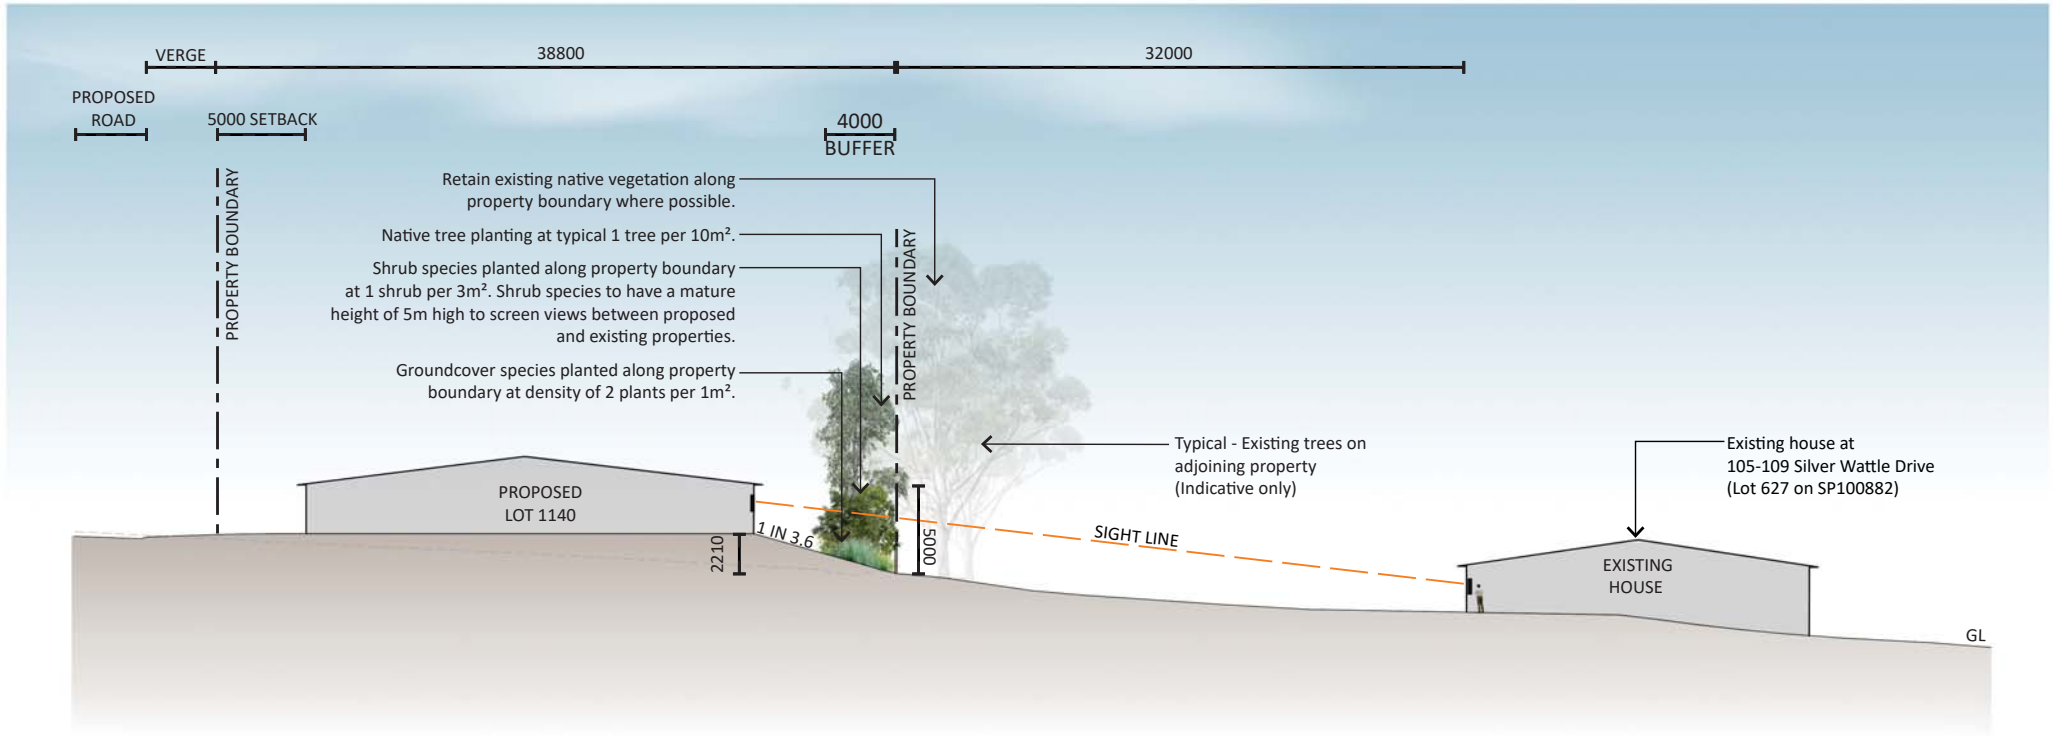 VERGE
38800
32000
PROPOSED
ROAD
5000 SETBACK
4000
BUFFER
PROPERTY BOUNDARY
Retain existing native vegetation along
property boundary where possible.
Native tree planting at typical 1 tree per 10m².
Shrub species planted along property boundary
at 1 shrub per 3m². Shrub species to have a mature
height of 5m high to screen views between proposed
and existing properties.
Groundcover species planted along property
boundary at density of 2 plants per 1m².
PROPERTY BOUNDARY
Typical - Existing trees on
adjoining property
(Indicative only)
Existing house at
105-109 Silver Wattle Drive
(Lot 627 on SP100882)
PROPOSED
LOT 1140
1 IN 3.6
2210
5000
SIGHT LINE
EXISTING
HOUSE
GL